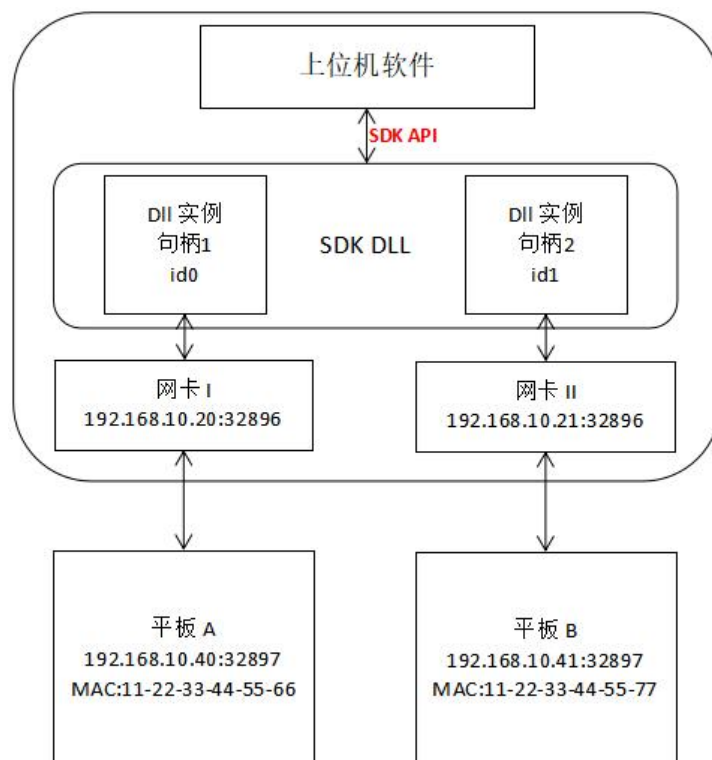 上位机软件
SDK API
Dll 实例
句柄1
id0
SDK DLL
Dll 实例
句柄2
id1
网卡 I
192.168.10.20:32896
网卡 II
192.168.10.21:32896
平板 A
192.168.10.40:32897
MAC:11-22-33-44-55-66
平板 B
192.168.10.41:32897
MAC:11-22-33-44-55-77